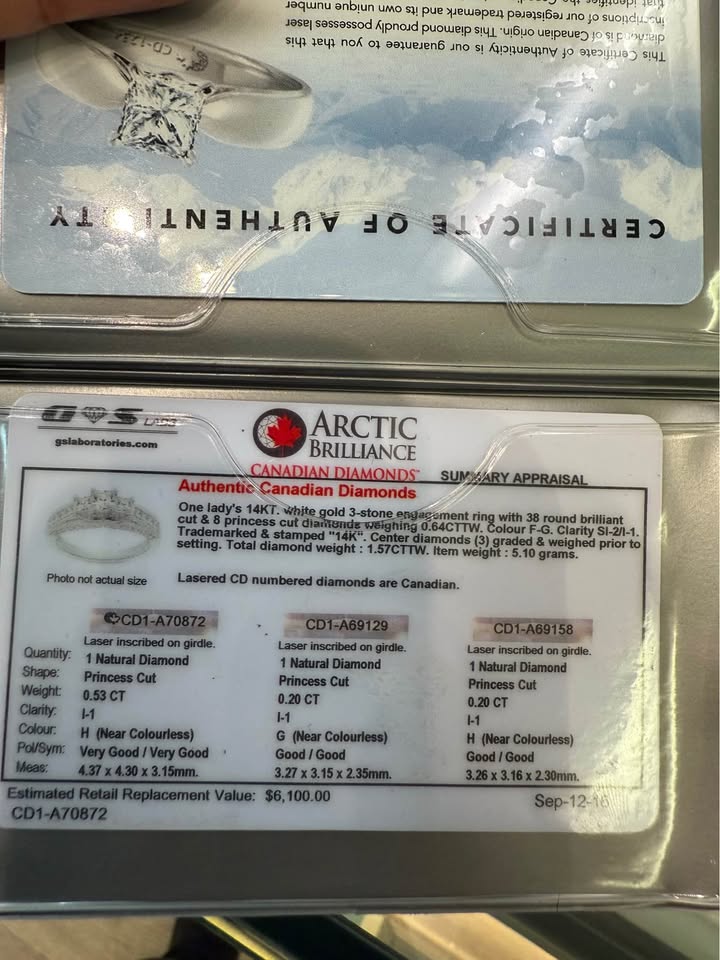 This Certificate of Authenticity is our guarantee to you that this
diamond is of Canadian origin. This diamond proudly possesses laser
inscriptions of our registered trademark and its own unique number
that identifies the
CERTIFICATE OF AUTHENTICITY
GS LABS
gslaboratories.com
ARCTIC
BRILLIANCE
CANADIAN DIAMONDS™
SUMMARY APPRAISAL
Authentic Canadian Diamonds
One lady's 14KT. white gold 3-stone engagement ring with 38 round brilliant
cut & 8 princess cut diamonds weighing 0.64CTTW. Colour F-G. Clarity SI-2/I-1.
Trademarked & stamped "14K". Center diamonds (3) graded & weighed prior to
setting. Total diamond weight : 1.57CTTW. Item weight : 5.10 grams.
Photo not actual size
Lasered CD numbered diamonds are Canadian.
CD1-A70872 CD1-A69129 CD1-A69158
Laser inscribed on girdle. Laser inscribed on girdle. Laser inscribed on girdle.
Quantity: 1 Natural Diamond 1 Natural Diamond 1 Natural Diamond
Shape: Princess Cut Princess Cut Princess Cut
Weight: 0.53 CT 0.20 CT 0.20 CT
Clarity: I-1 I-1 I-1
Colour: H (Near Colourless) G (Near Colourless) H (Near Colourless)
Pol/Sym: Very Good / Very Good Good / Good Good / Good
Meas: 4.37 x 4.30 x 3.15mm. 3.27 x 3.15 x 2.35mm. 3.26 x 3.16 x 2.30mm.
Estimated Retail Replacement Value: $6,100.00
Sep-12-16
CD1-A70872